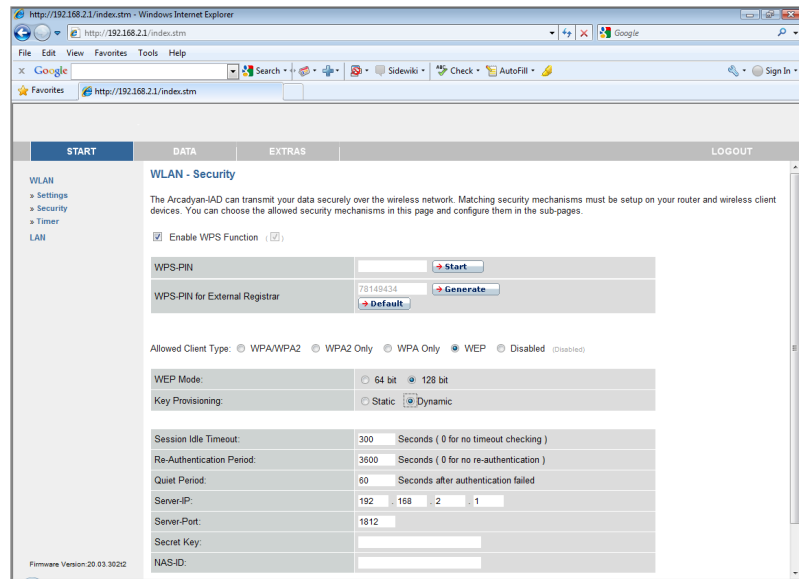 http://192.168.2.1/index.stm - Windows Internet Explorer
http://192.168.2.1/index.stm
Google
File Edit View Favorites Tools Help
x Google Search Sidewiki Check AutoFill Sign In
Favorites http://192.168.2.1/index.stm
START DATA EXTRAS LOGOUT
WLAN
» Settings
» Security
» Timer
LAN
WLAN - Security
The Arcadyan-IAD can transmit your data securely over the wireless network. Matching security mechanisms must be setup on your router and wireless client
devices. You can choose the allowed security mechanisms in this page and configure them in the sub-pages.
Enable WPS Function ( )
WPS-PIN Start
WPS-PIN for External Registrar 78149434 Generate
Default
Allowed Client Type: WPA/WPA2 WPA2 Only WPA Only WEP Disabled (Disabled)
WEP Mode: 64 bit 128 bit
Key Provisioning: Static Dynamic
Session Idle Timeout: 300 Seconds ( 0 for no timeout checking )
Re-Authentication Period: 3600 Seconds ( 0 for no re-authentication )
Quiet Period: 60 Seconds after authentication failed
Server-IP: 192 . 168 . 2 . 1
Server-Port: 1812
Secret Key:
NAS-ID:
Firmware Version:20.03.302t2